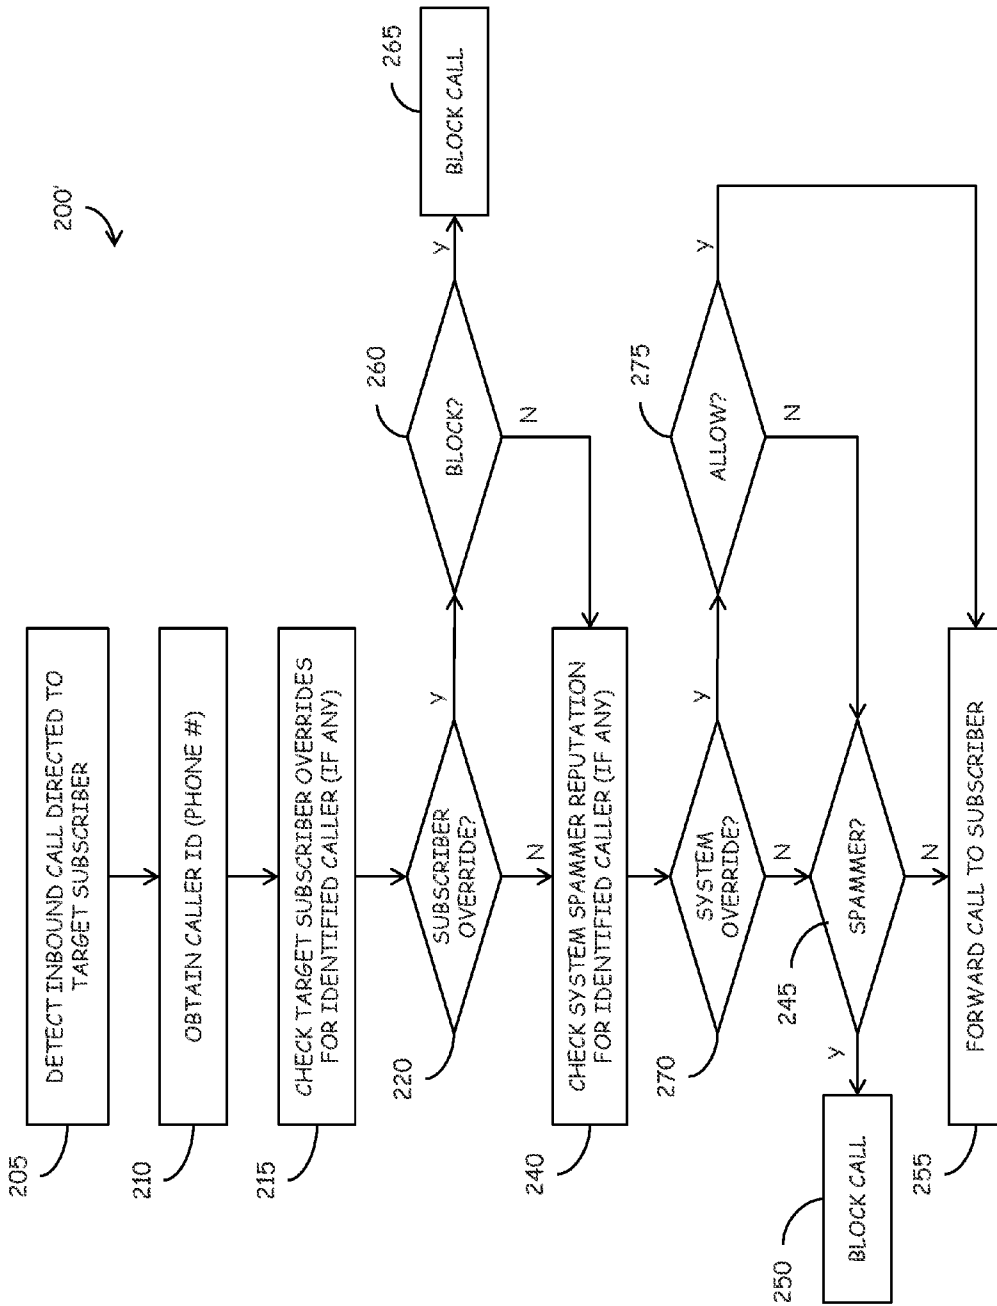 200'
205
DETECT INBOUND CALL DIRECTED TO
TARGET SUBSCRIBER
210
OBTAIN CALLER ID (PHONE #)
215
CHECK TARGET SUBSCRIBER OVERRIDES
FOR IDENTIFIED CALLER (IF ANY)
220
SUBSCRIBER
OVERRIDE?
Y
N
260
BLOCK?
Y
N
265
BLOCK CALL
240
CHECK SYSTEM SPAMMER REPUTATION
FOR IDENTIFIED CALLER (IF ANY)
270
SYSTEM
OVERRIDE?
Y
N
275
ALLOW?
Y
N
245
SPAMMER?
Y
N
250
BLOCK CALL
255
FORWARD CALL TO SUBSCRIBER